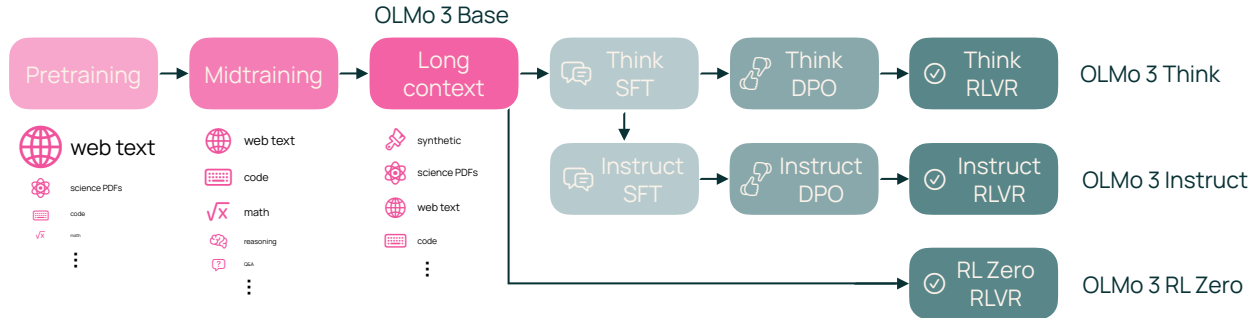 OLMo 3 Base
Pretraining
Midtraining
Long
context
Think
SFT
Think
DPO
Think
RLVR
OLMo 3 Think
web text
science PDFs
code
math
web text
code
math
reasoning
Q&A
synthetic
science PDFs
web text
code
Instruct
SFT
Instruct
DPO
Instruct
RLVR
OLMo 3 Instruct
RL Zero
RLVR
OLMo 3 RL Zero